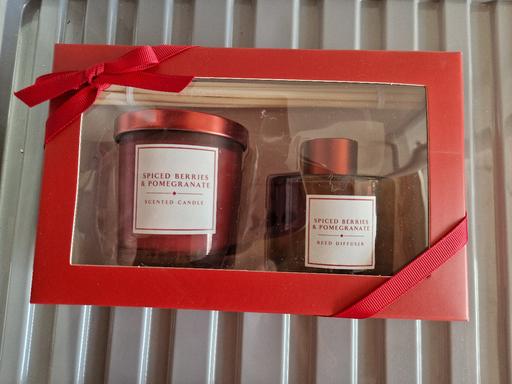 SPICED BERRIES
& POMEGRANATE
SCENTED CANDLE
SPICED BERRIES
& POMEGRANATE
REED DIFFUSER